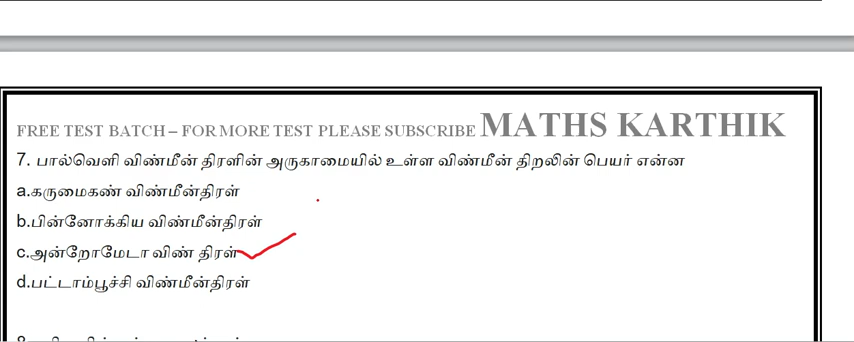 FREE TEST BATCH – FOR MORE TEST PLEASE SUBSCRIBE MATHS KARTHIK
7. பால்வெளி விண்மீன் திரளின் அருகாமையில் உள்ள விண்மீன் திறலின் பெயர் என்ன
a.கருமைகண் விண்மீன்திரள்
b.பின்னோக்கிய விண்மீன்திரள்
c.அன்றோமேடா விண் திரள்
d.பட்டாம்பூச்சி விண்மீன்திரள்